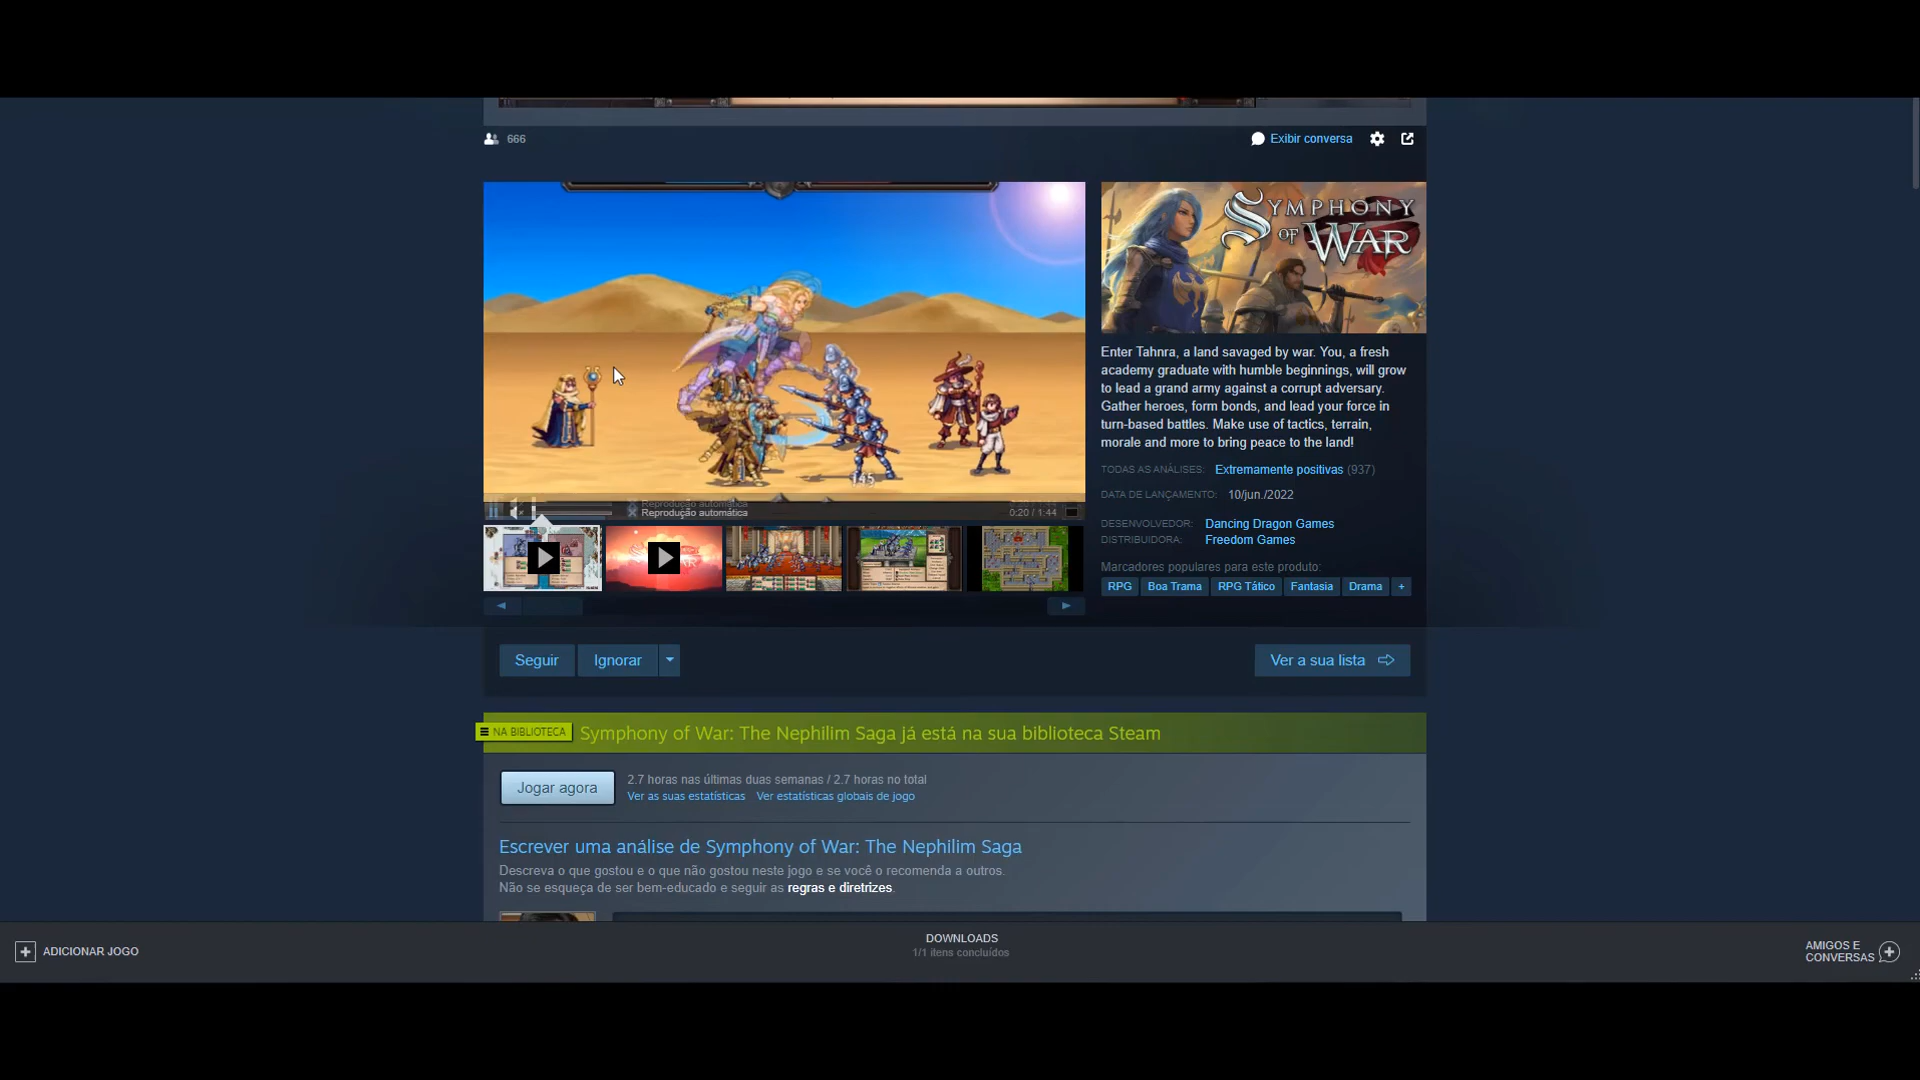 666
Exibir conversa
SYMPHONY
OF WAR
Enter Tahnra, a land savaged by war. You, a fresh
academy graduate with humble beginnings, will grow
to lead a grand army against a corrupt adversary.
Gather heroes, form bonds, and lead your force in
turn-based battles. Make use of tactics, terrain,
morale and more to bring peace to the land!
TODAS AS ANÁLISES: Extremamente positivas (937)
DATA DE LANÇAMENTO: 10/jun./2022
DESENVOLVEDOR: Dancing Dragon Games
DISTRIBUIDORA: Freedom Games
Marcadores populares para este produto:
RPG Boa Trama RPG Tático Fantasia Drama +
145
Reprodução automática
Reprodução automática 0:20 / 1:44
Seguir Ignorar Ver a sua lista
NA BIBLIOTECA Symphony of War: The Nephilim Saga já está na sua biblioteca Steam
Jogar agora
2.7 horas nas últimas duas semanas / 2.7 horas no total
Ver as suas estatísticas Ver estatísticas globais de jogo
Escrever uma análise de Symphony of War: The Nephilim Saga
Descreva o que gostou e o que não gostou neste jogo e se você o recomenda a outros.
Não se esqueça de ser bem-educado e seguir as regras e diretrizes.
ADICIONAR JOGO
DOWNLOADS
1/1 itens concluídos
AMIGOS E
CONVERSAS